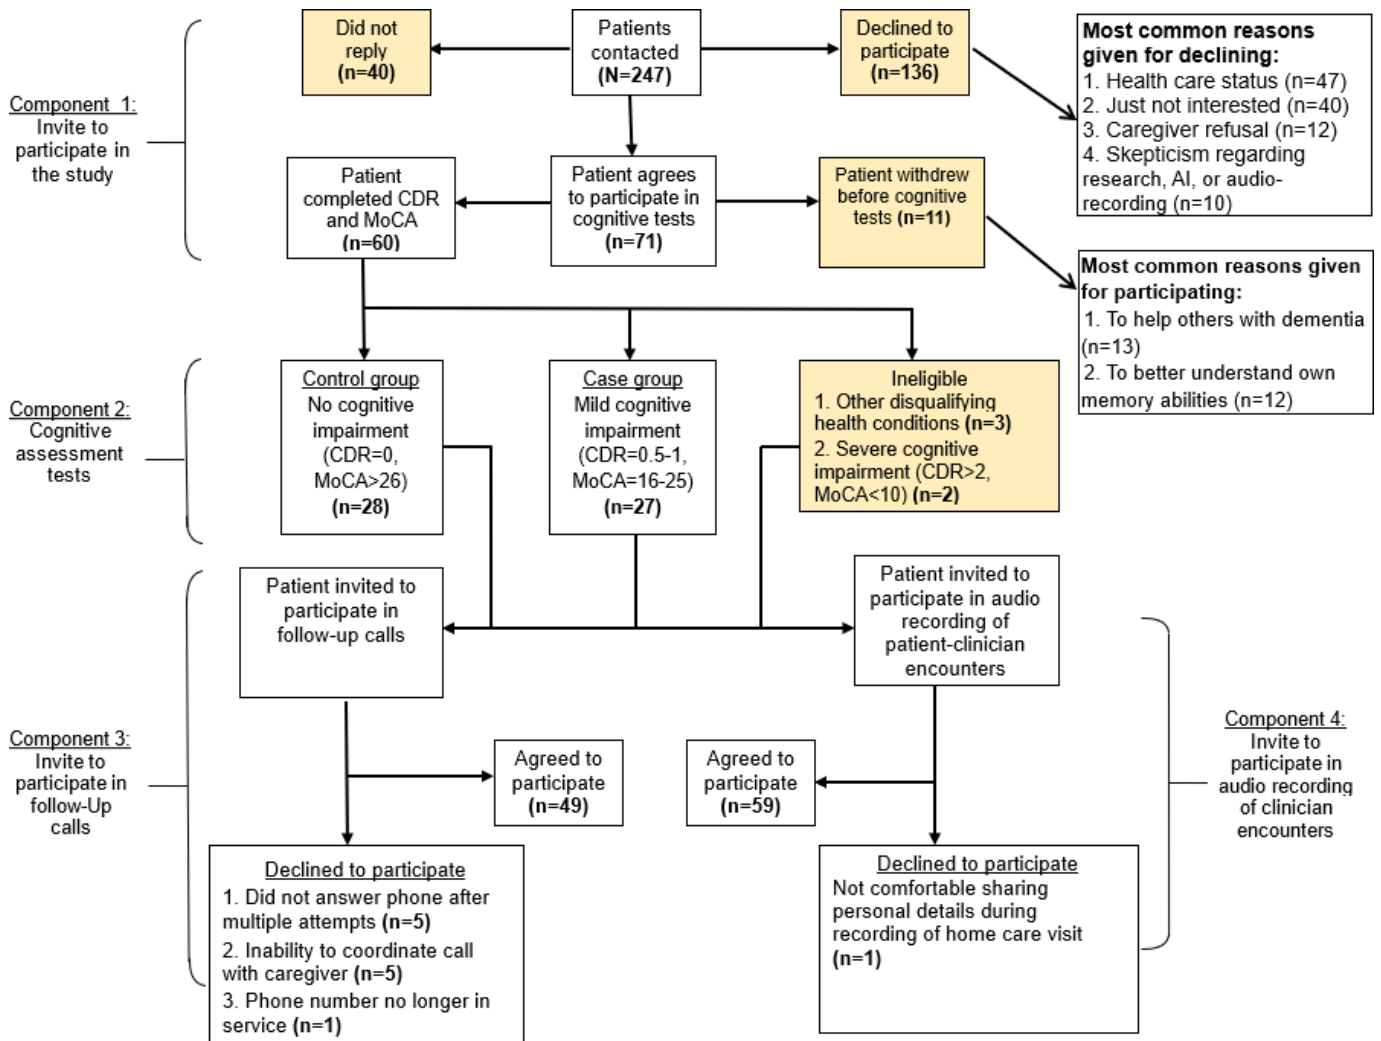 Did not
reply
(n=40)
Patients
contacted
(N=247)
Declined to
participate
(n=136)
Most common reasons
given for declining:
1. Health care status (n=47)
2. Just not interested (n=40)
3. Caregiver refusal (n=12)
4. Skepticism regarding
research, AI, or audio-
recording (n=10)
Component 1:
Invite to
participate in
the study
Patient
completed CDR
and MoCA
(n=60)
Patient agrees
to participate in
cognitive tests
(n=71)
Patient withdrew
before cognitive
tests (n=11)
Most common reasons given
for participating:
1. To help others with dementia
(n=13)
2. To better understand own
memory abilities (n=12)
Component 2:
Cognitive
assessment
tests
Control group
No cognitive
impairment
(CDR=0,
MoCA>26)
(n=28)
Case group
Mild cognitive
impairment
(CDR=0.5-1,
MoCA=16-25)
(n=27)
Ineligible
1. Other disqualifying
health conditions (n=3)
2. Severe cognitive
impairment (CDR>2,
MoCA<10) (n=2)
Patient invited to
participate in
follow-up calls
Patient invited to
participate in audio
recording of
patient-clinician
encounters
Component 3:
Invite to
participate in
follow-Up
calls
Agreed to
participate
(n=49)
Agreed to
participate
(n=59)
Component 4:
Invite to
participate in
audio recording
of clinician
encounters
Declined to participate
1. Did not answer phone after
multiple attempts (n=5)
2. Inability to coordinate call
with caregiver (n=5)
3. Phone number no longer in
service (n=1)
Declined to participate
Not comfortable sharing
personal details during
recording of home care visit
(n=1)